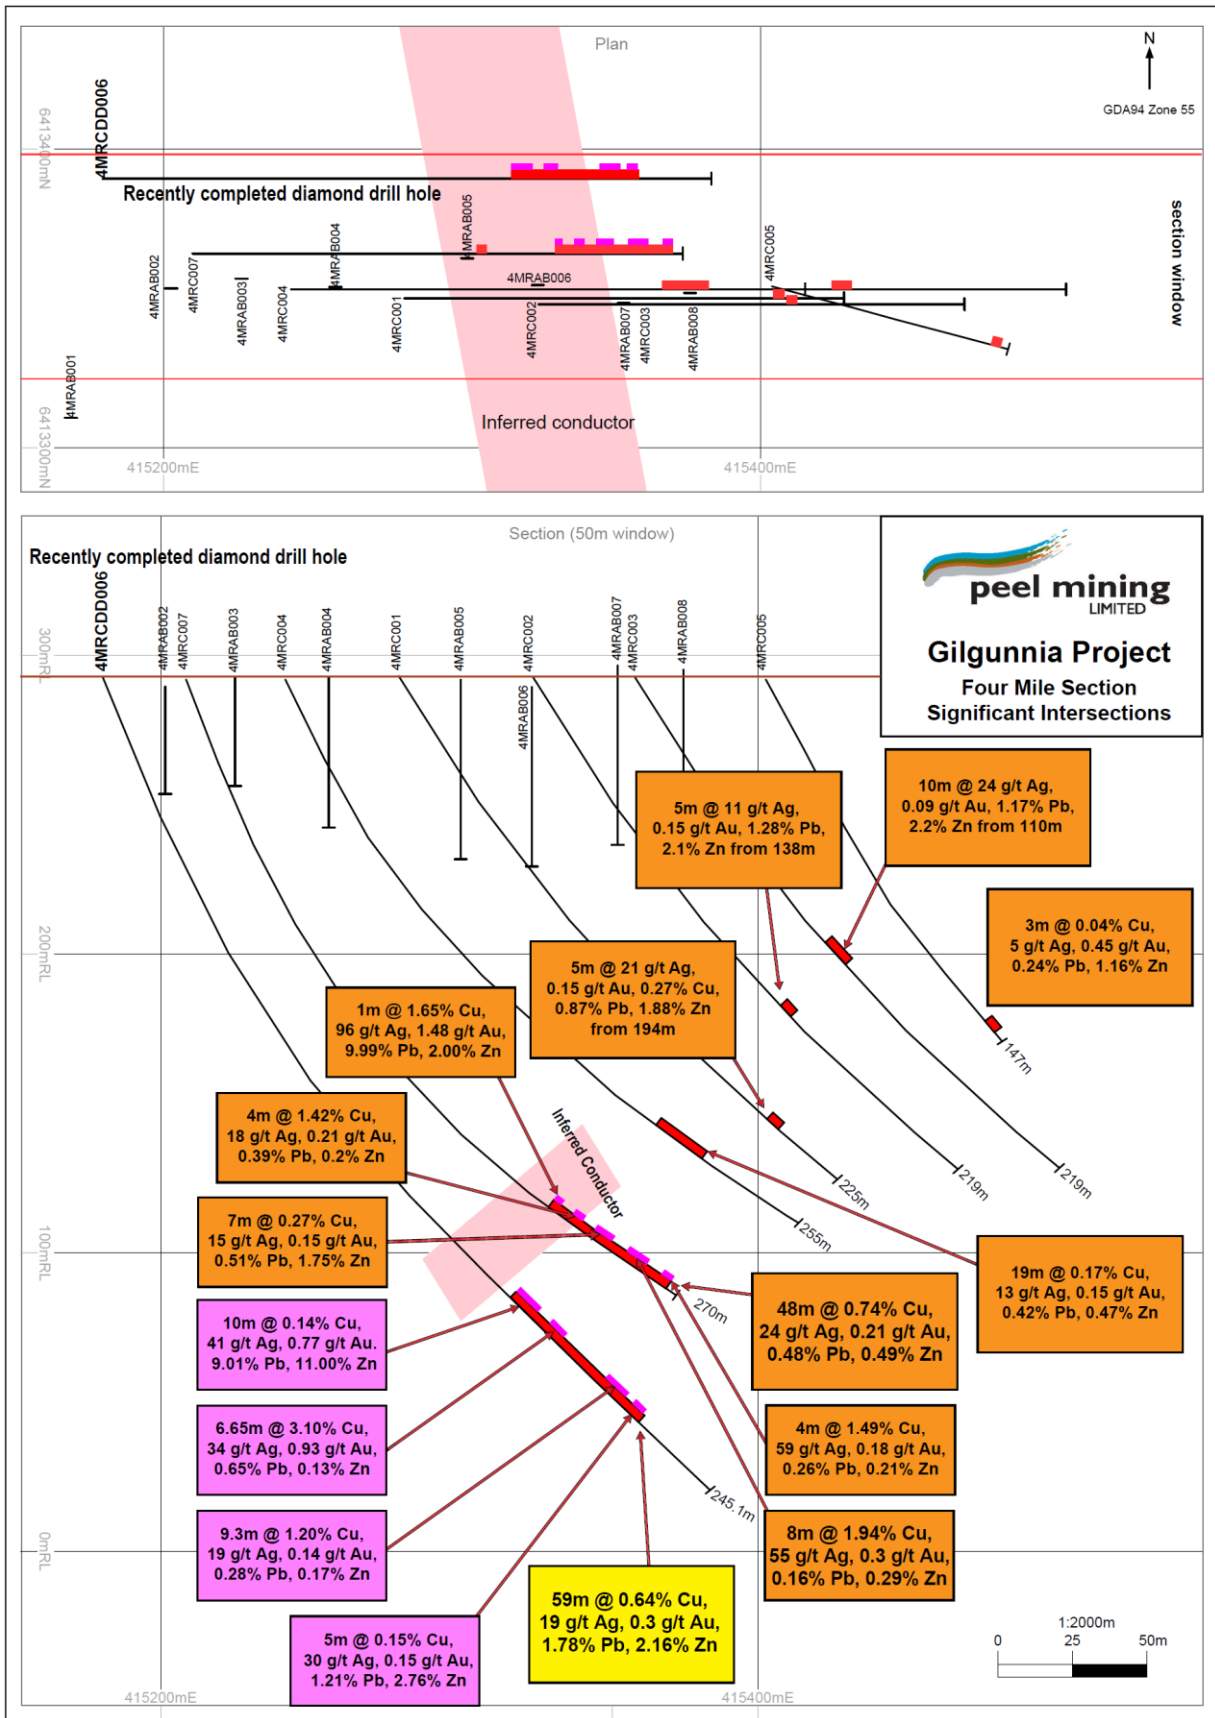 Plan
N
GDA94 Zone 55
6413400mN
4MRCDD006
Recently completed diamond drill hole
4MRAB005
4MRAB004
4MRC005
section window
4MRAB002
4MRC007
4MRAB003
4MRC004
4MRAB006
4MRC001
4MRC002
4MRAB007
4MRC003
4MRAB008
4MRAB001
Inferred conductor
6413300mN
415200mE
415400mE
Section (50m window)
Recently completed diamond drill hole
peel mining
LIMITED
Gilgunnia Project
Four Mile Section
Significant Intersections
300mRL
4MRCDD006
4MRAB002
4MRC007
4MRAB003
4MRC004
4MRAB004
4MRC001
4MRAB005
4MRC002
4MRAB006
4MRAB007
4MRC003
4MRAB008
4MRC005
10m @ 24 g/t Ag,
0.09 g/t Au, 1.17% Pb,
2.2% Zn from 110m
5m @ 11 g/t Ag,
0.15 g/t Au, 1.28% Pb,
2.1% Zn from 138m
3m @ 0.04% Cu,
5 g/t Ag, 0.45 g/t Au,
0.24% Pb, 1.16% Zn
200mRL
5m @ 21 g/t Ag,
0.15 g/t Au, 0.27% Cu,
0.87% Pb, 1.88% Zn
from 194m
1m @ 1.65% Cu,
96 g/t Ag, 1.48 g/t Au,
9.99% Pb, 2.00% Zn
147m
4m @ 1.42% Cu,
18 g/t Ag, 0.21 g/t Au,
0.39% Pb, 0.2% Zn
Inferred Conductor
225m
219m
219m
255m
7m @ 0.27% Cu,
15 g/t Ag, 0.15 g/t Au,
0.51% Pb, 1.75% Zn
100mRL
270m
19m @ 0.17% Cu,
13 g/t Ag, 0.15 g/t Au,
0.42% Pb, 0.47% Zn
48m @ 0.74% Cu,
24 g/t Ag, 0.21 g/t Au,
0.48% Pb, 0.49% Zn
10m @ 0.14% Cu,
41 g/t Ag, 0.77 g/t Au.
9.01% Pb, 11.00% Zn
6.65m @ 3.10% Cu,
34 g/t Ag, 0.93 g/t Au,
0.65% Pb, 0.13% Zn
4m @ 1.49% Cu,
59 g/t Ag, 0.18 g/t Au,
0.26% Pb, 0.21% Zn
245.1m
9.3m @ 1.20% Cu,
19 g/t Ag, 0.14 g/t Au,
0.28% Pb, 0.17% Zn
8m @ 1.94% Cu,
55 g/t Ag, 0.3 g/t Au,
0.16% Pb, 0.29% Zn
0mRL
59m @ 0.64% Cu,
19 g/t Ag, 0.3 g/t Au,
1.78% Pb, 2.16% Zn
5m @ 0.15% Cu,
30 g/t Ag, 0.15 g/t Au,
1.21% Pb, 2.76% Zn
1:2000m
0 25 50m
415200mE
415400mE